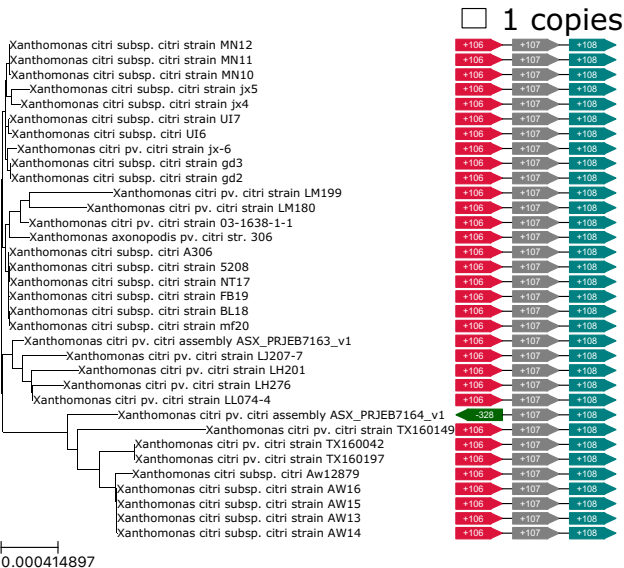 1 copies
Xanthomonas citri subsp. citri strain MN12 +106 +107 +108
Xanthomonas citri subsp. citri strain MN11 +106 +107 +108
Xanthomonas citri subsp. citri strain MN10 +106 +107 +108
Xanthomonas citri subsp. citri strain jx5 +106 +107 +108
Xanthomonas citri subsp. citri strain jx4 +106 +107 +108
Xanthomonas citri subsp. citri strain UI7 +106 +107 +108
Xanthomonas citri subsp. citri UI6 +106 +107 +108
Xanthomonas citri pv. citri strain jx-6 +106 +107 +108
Xanthomonas citri subsp. citri strain gd3 +106 +107 +108
Xanthomonas citri subsp. citri strain gd2 +106 +107 +108
Xanthomonas citri pv. citri strain LM199 +106 +107 +108
Xanthomonas citri pv. citri strain LM180 +106 +107 +108
Xanthomonas citri pv. citri strain 03-1638-1-1 +106 +107 +108
Xanthomonas axonopodis pv. citri str. 306 +106 +107 +108
Xanthomonas citri subsp. citri A306 +106 +107 +108
Xanthomonas citri subsp. citri strain 5208 +106 +107 +108
Xanthomonas citri subsp. citri strain NT17 +106 +107 +108
Xanthomonas citri subsp. citri strain FB19 +106 +107 +108
Xanthomonas citri subsp. citri strain BL18 +106 +107 +108
Xanthomonas citri subsp. citri strain mf20 +106 +107 +108
Xanthomonas citri pv. citri assembly ASX_PRJEB7163_v1 +106 +107 +108
Xanthomonas citri pv. citri strain LJ207-7 +106 +107 +108
Xanthomonas citri pv. citri strain LH201 +106 +107 +108
Xanthomonas citri pv. citri strain LH276 +106 +107 +108
Xanthomonas citri pv. citri strain LL074-4 +106 +107 +108
Xanthomonas citri pv. citri assembly ASX_PRJEB7164_v1 -328 +107 +108
Xanthomonas citri pv. citri strain TX160149 +106 +107 +108
Xanthomonas citri pv. citri strain TX160042 +106 +107 +108
Xanthomonas citri pv. citri strain TX160197 +106 +107 +108
Xanthomonas citri subsp. citri Aw12879 +106 +107 +108
Xanthomonas citri subsp. citri strain AW16 +106 +107 +108
Xanthomonas citri subsp. citri strain AW15 +106 +107 +108
Xanthomonas citri subsp. citri strain AW13 +106 +107 +108
Xanthomonas citri subsp. citri strain AW14 +106 +107 +108
0.000414897